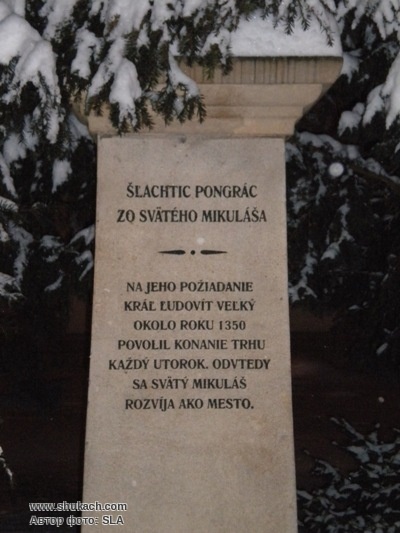 ŠĽACHTIC PONGRÁC
ZO SVÄTÉHO MIKULÁŠA
NA JEHO POŽIADANIE
KRÁĽ ĽUDOVÍT VEĽKÝ
OKOLO ROKU 1350
POVOLIL KONANIE TRHU
KAŽDÝ UTOROK. ODVTEDY
SA SVÄTÝ MIKULÁŠ
ROZVÍJA AKO MESTO.
www.shukach.com
Автор фото: SLA